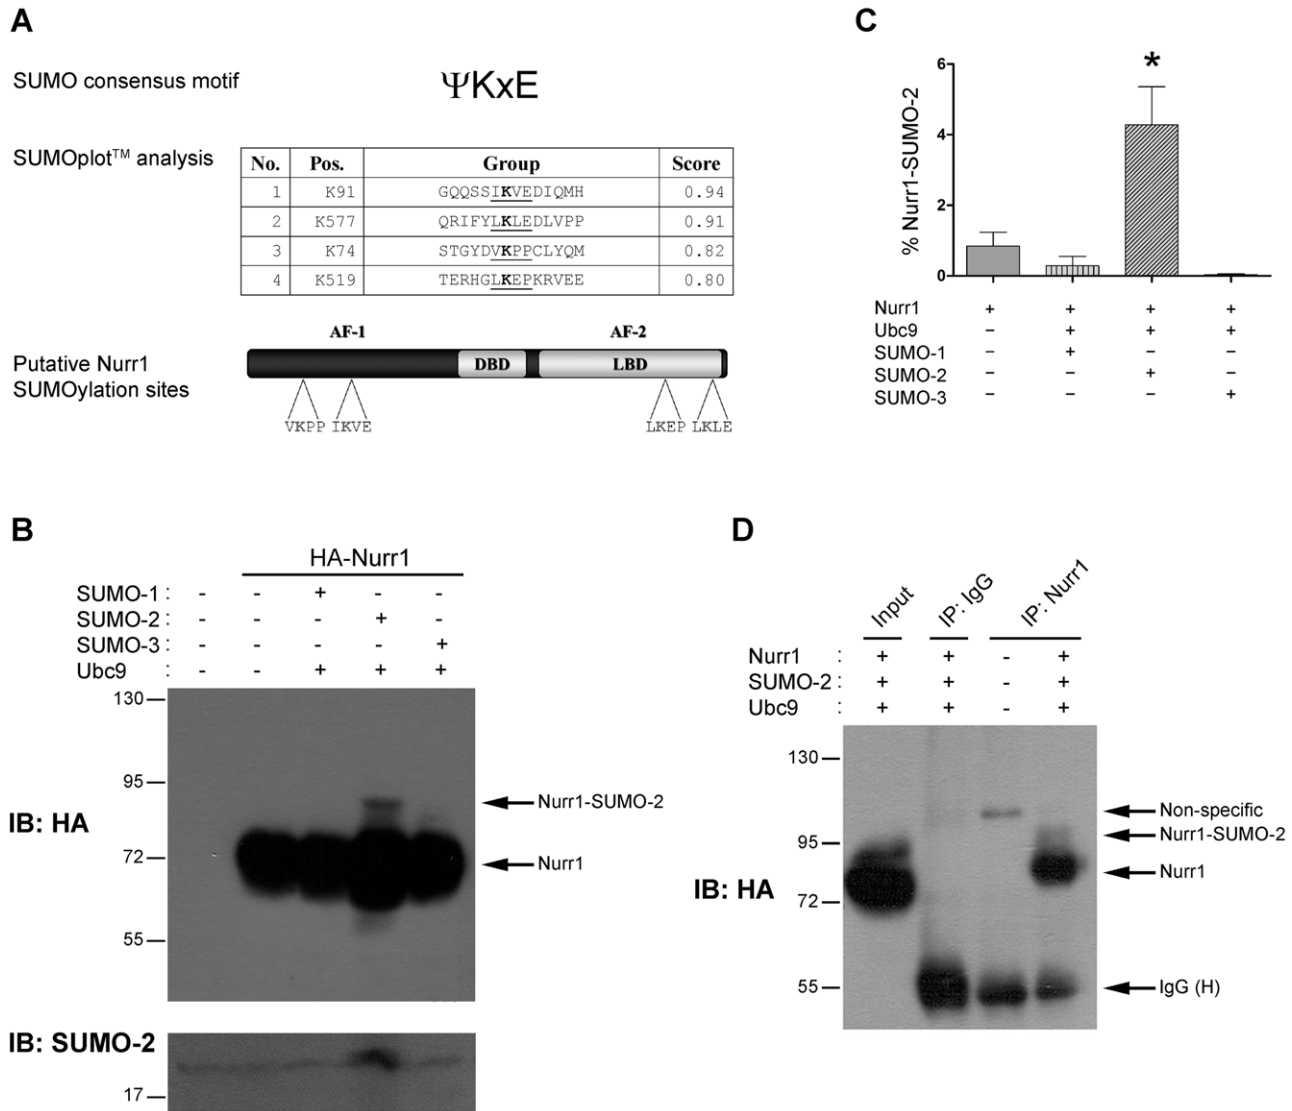 A
SUMO consensus motif
ΨKxE
SUMOplot™ analysis
No. Pos. Group Score
1 K91 GQQSSIKVEDIQMH 0.94
2 K577 QRIFYLKLEDLVPP 0.91
3 K74 STGYDVKPPCLYQM 0.82
4 K519 TERHGLKEPKRVEE 0.80
AF-1 AF-2
Putative Nurr1
SUMOylation sites
DBD LBD
VKPP IKVE LKEP LKLE
C
% Nurr1-SUMO-2
6
4
2
0
*
Nurr1 + + + +
Ubc9 - + + +
SUMO-1 - + - -
SUMO-2 - - + -
SUMO-3 - - - +
B
HA-Nurr1
SUMO-1 : - - + - -
SUMO-2 : - - - + -
SUMO-3 : - - - - +
Ubc9 : - - + + +
130
95
72
55
IB: HA
Nurr1-SUMO-2
Nurr1
IB: SUMO-2
17
D
Input IP: IgG IP: Nurr1
Nurr1 : + + - +
SUMO-2 : + + - +
Ubc9 : + + - +
130
95
72
55
IB: HA
Non-specific
Nurr1-SUMO-2
Nurr1
IgG (H)